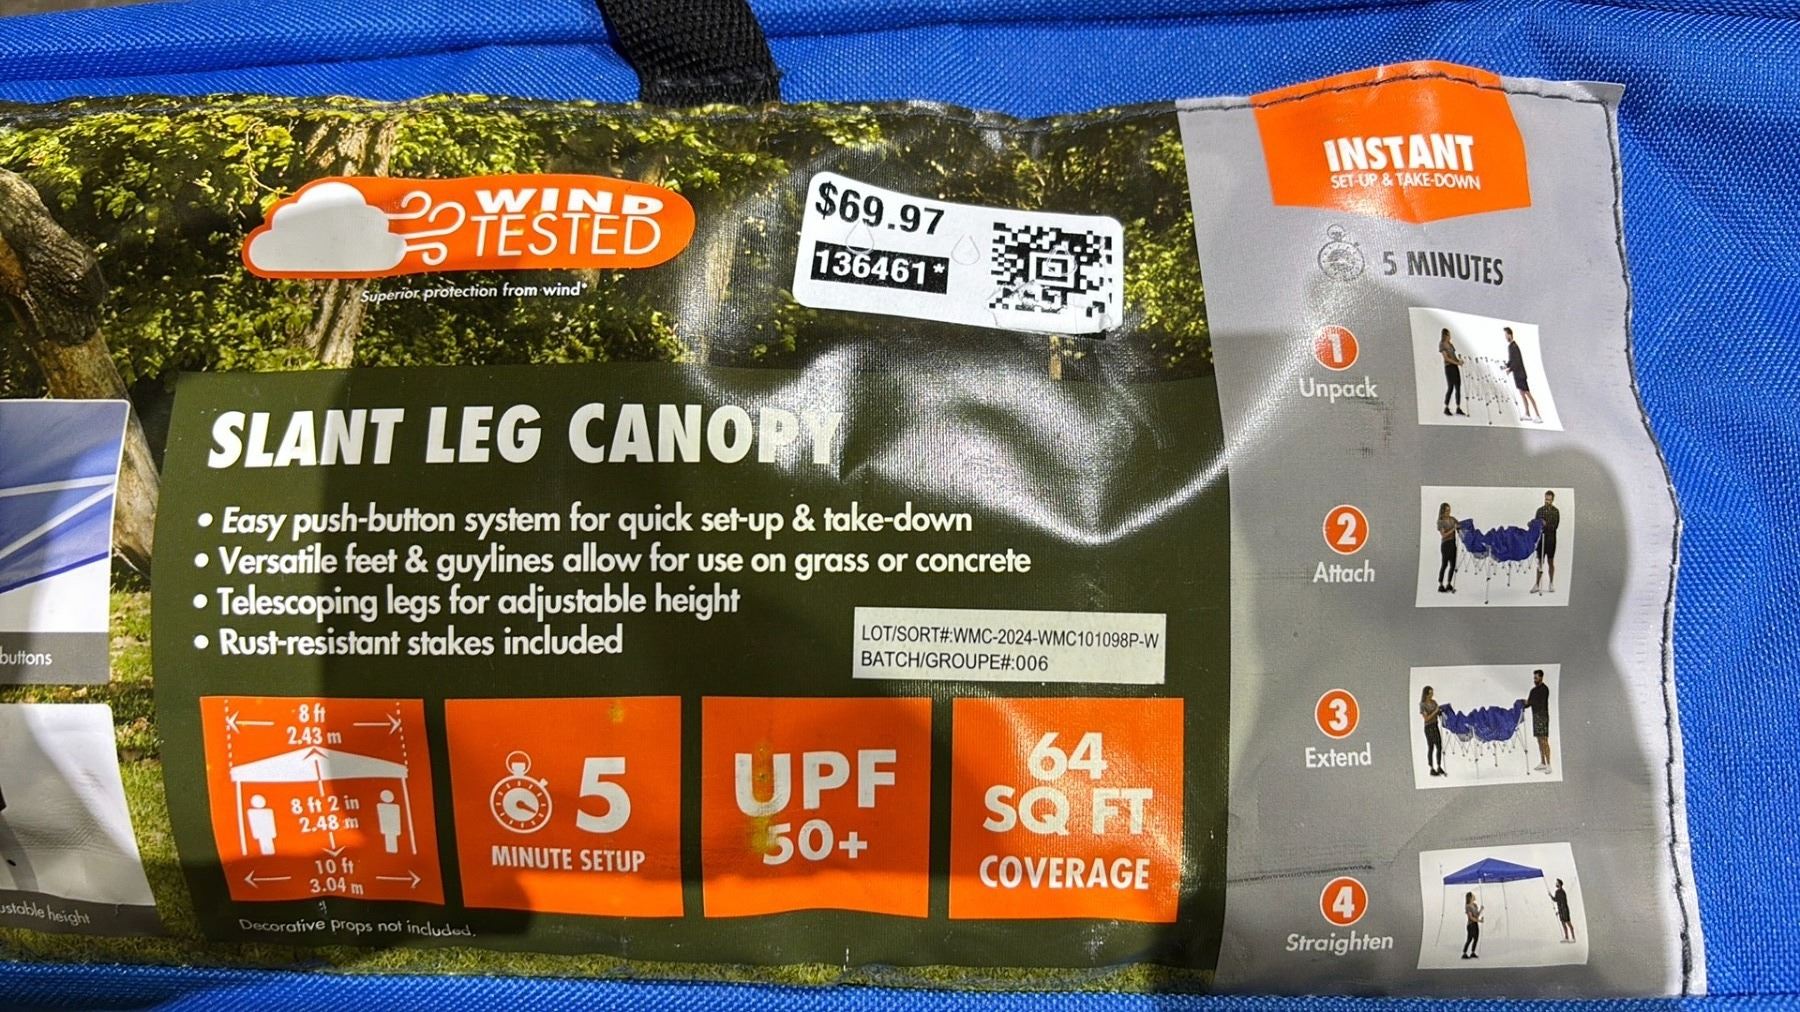 WIND
TESTED
Superior protection from wind*
$69.97
136461*
INSTANT
SET-UP & TAKE-DOWN
5 MINUTES
1
Unpack
2
Attach
3
Extend
4
Straighten
SLANT LEG CANOPY
• Easy push-button system for quick set-up & take-down
• Versatile feet & guylines allow for use on grass or concrete
• Telescoping legs for adjustable height
• Rust-resistant stakes included
LOT/SORT#:WMC-2024-WMC101098P-W
BATCH/GROUPE#:006
buttons
8 ft
2.43 m
8 ft 2 in
2.48 m
10 ft
3.04 m
5
MINUTE SETUP
UPF
50+
64
SQ FT
COVERAGE
height
Decorative props not included.